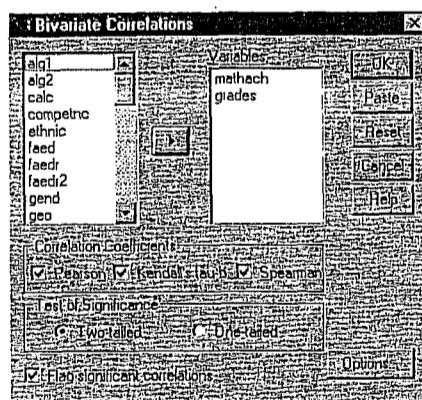 Bivariate Correlations
Variables:
alg1
alg2
calc
competnc
ethnic
faed
faedr
faedr2
gend
geo
mathach
grades
OK
Paste
Reset
Cancel
Help
Correlation Coefficients
Pearson Kendall's tau-b Spearman
Test of Significance
Two-tailed One-tailed
Flag significant correlations
Options...